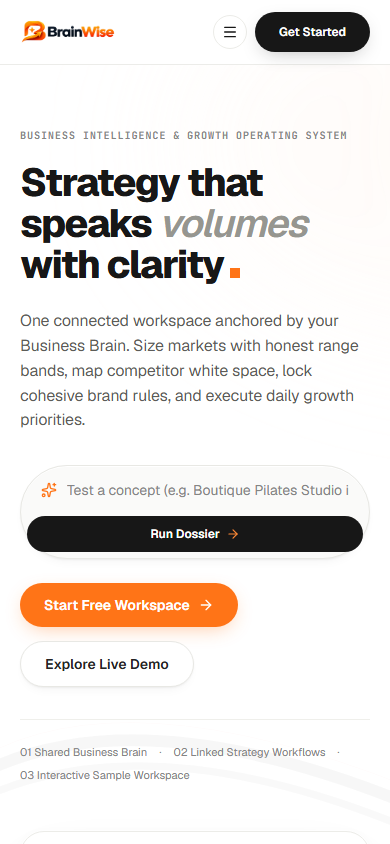 BrainWise
Get Started
BUSINESS INTELLIGENCE & GROWTH OPERATING SYSTEM
Strategy that
speaks volumes
with clarity
One connected workspace anchored by your
Business Brain. Size markets with honest range
bands, map competitor white space, lock
cohesive brand rules, and execute daily growth
priorities.
Test a concept (e.g. Boutique Pilates Studio i
Run Dossier →
Start Free Workspace →
Explore Live Demo
01 Shared Business Brain · 02 Linked Strategy Workflows ·
03 Interactive Sample Workspace